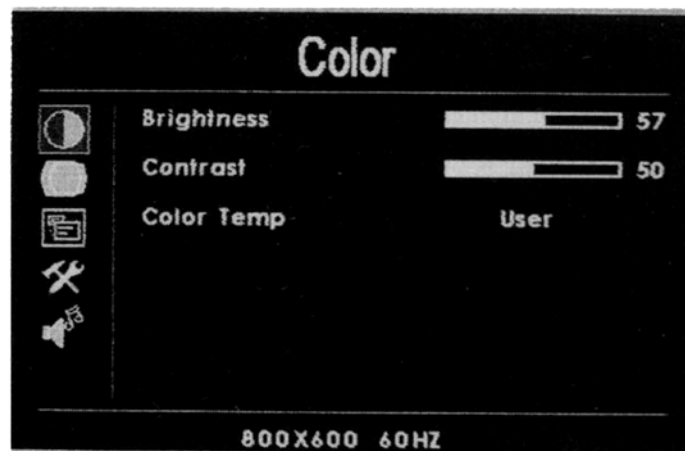 Color
Brightness 57
Contrast 50
Color Temp User
800X600 60HZ